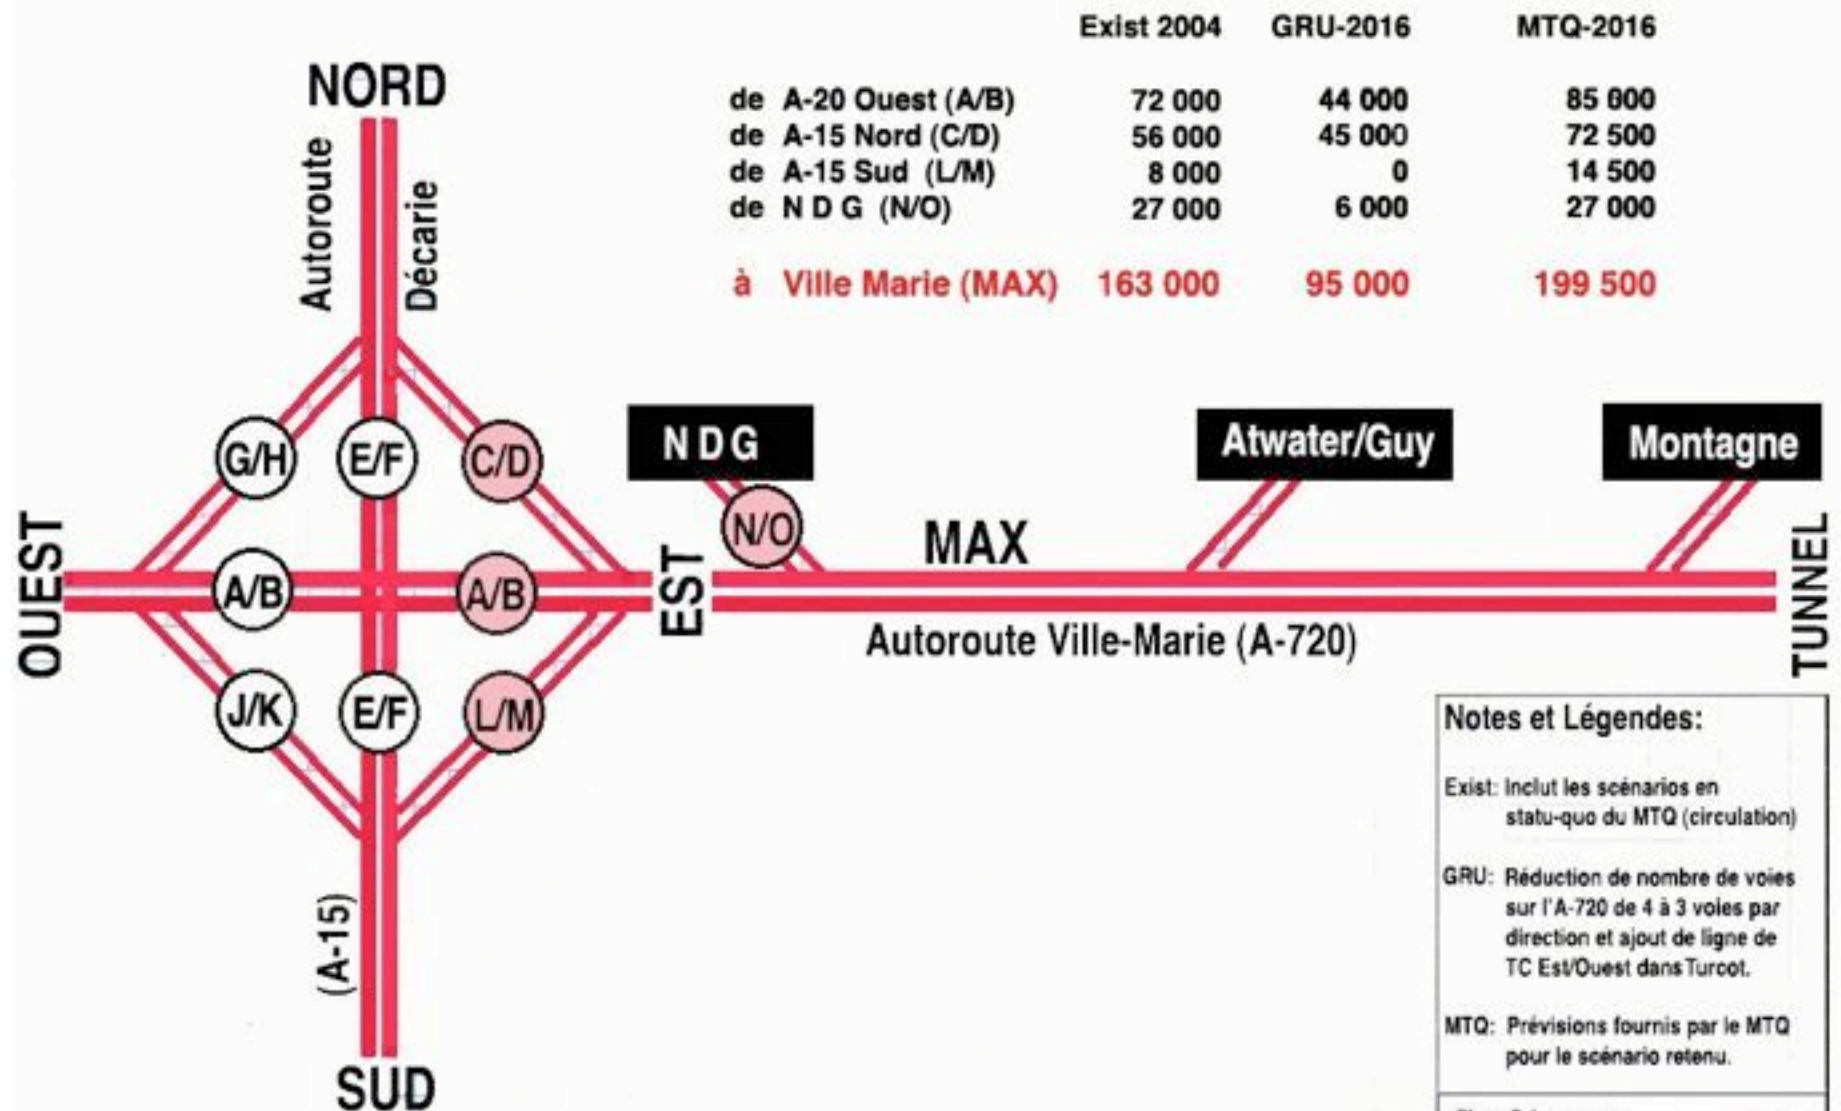 Exist 2004 GRU-2016 MTQ-2016
de A-20 Ouest (A/B) 72 000 44 000 85 600
de A-15 Nord (C/D) 56 000 45 000 72 500
de A-15 Sud (L/M) 8 000 0 14 500
de N D G (N/O) 27 000 6 000 27 000
à Ville Marie (MAX) 163 000 95 000 199 500
NORD
Autoroute
Décarie
G/H
E/F
C/D
NDG
Atwater/Guy
Montagne
N/O
OUEST
A/B
A/B
EST
MAX
TUNNEL
Autoroute Ville-Marie (A-720)
J/K
E/F
L/M
(A-15)
SUD
Notes et Légendes:
Exist: Inclut les scénarios en
statu-quo du MTQ (circulation)
GRU: Réduction de nombre de voies
sur l'A-720 de 4 à 3 voies par
direction et ajout de ligne de
TC Est/Ouest dans Turcot.
MTQ: Prévisions fournis par le MTQ
pour le scénario retenu.